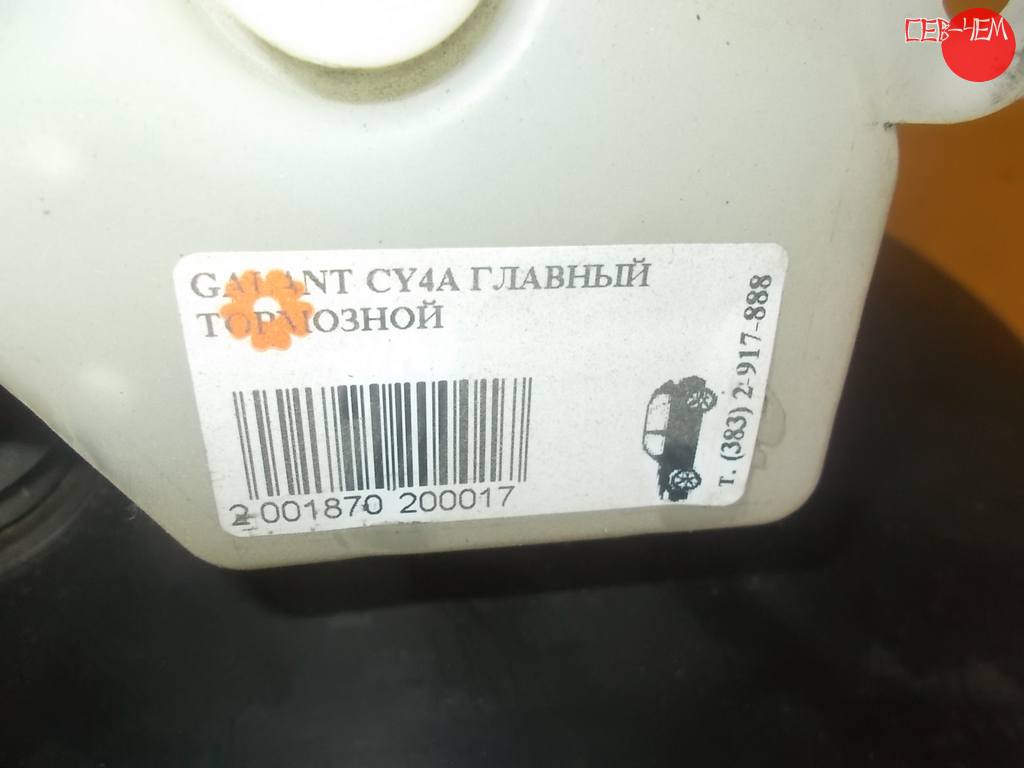 СЕВ-ЧЕМ
GALANT CY4A ГЛАВНЫЙ
ТОРМОЗНОЙ
2 001870 200017
т. (383) 2-917-888